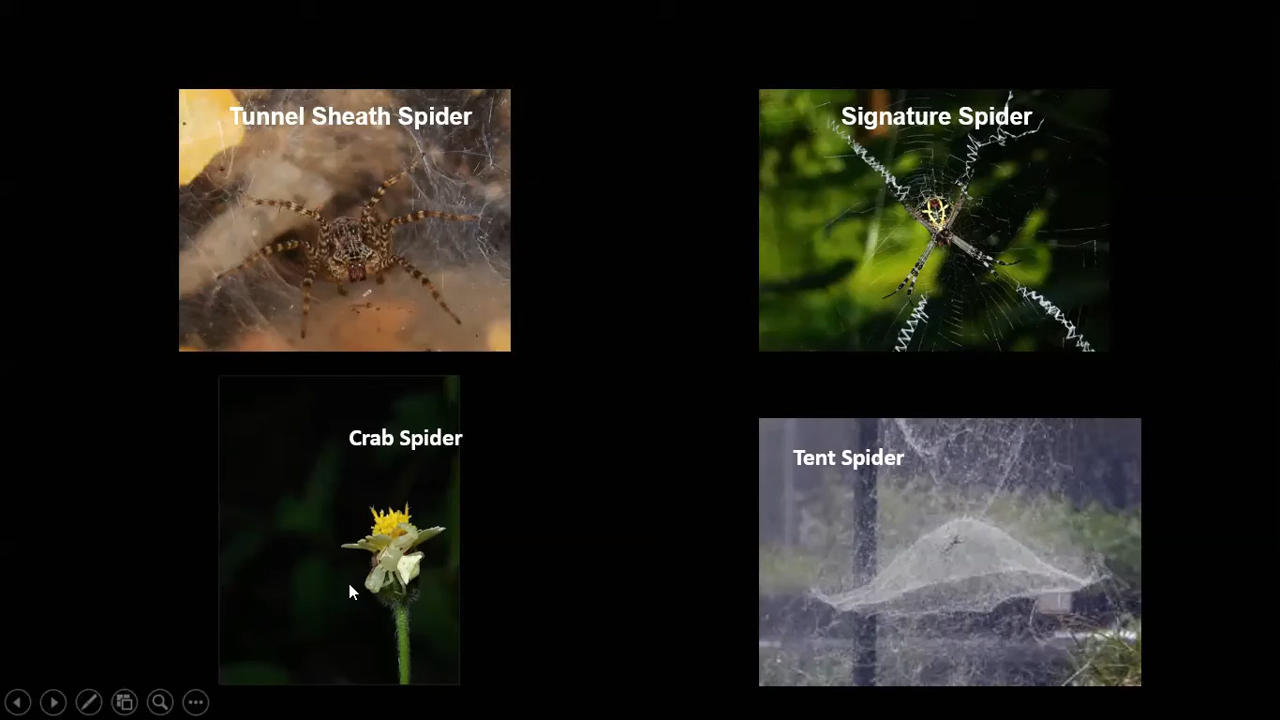 Tunnel Sheath Spider
Signature Spider
Crab Spider
Tent Spider